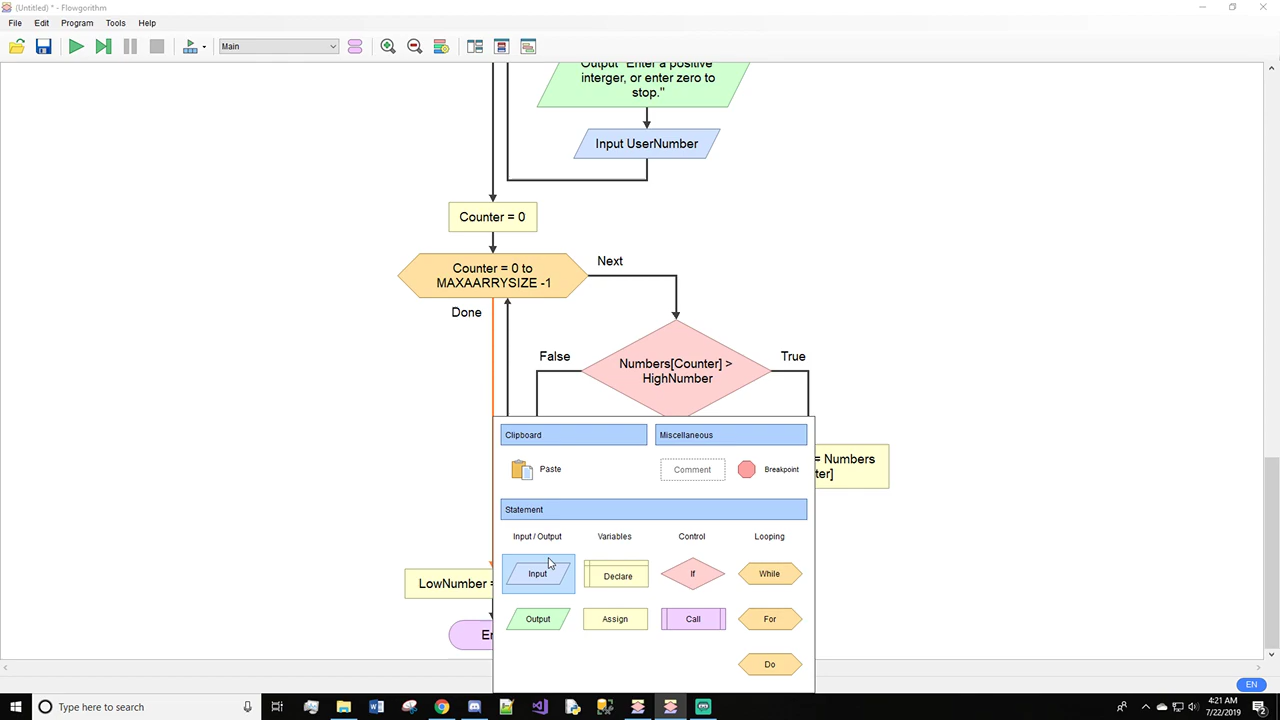 (Untitled) * - Flowgorithm
File Edit Program Tools Help
Main
Output "Enter a positive
interger, or enter zero to
stop."
Input UserNumber
Counter = 0
Counter = 0 to
MAXAARRYSIZE -1
Next
Done
False
True
Numbers[Counter] >
HighNumber
= Numbers
ter]
Clipboard
Miscellaneous
Paste
Comment
Breakpoint
Statement
Input / Output
Variables
Control
Looping
Input
Declare
If
While
Output
Assign
Call
For
Do
LowNumber =
En
EN
Type here to search
4:21 AM
7/22/2019
2